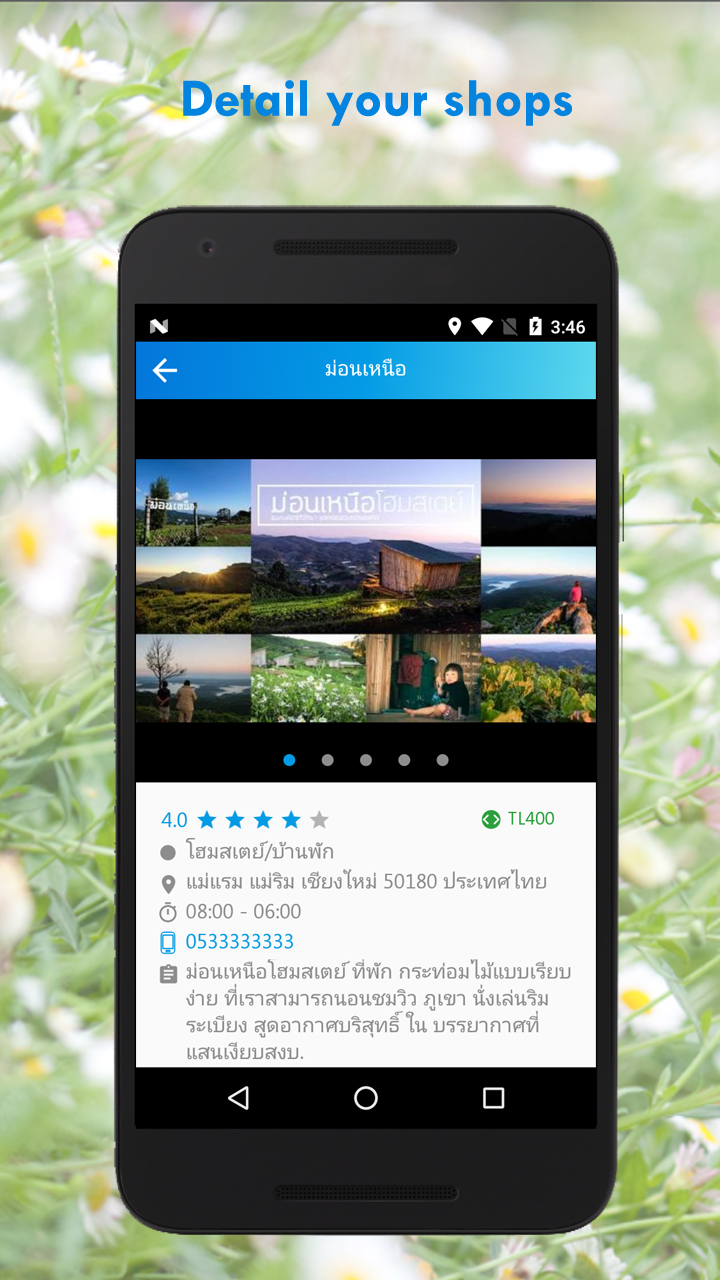 Detail your shops
3:46
ม่อนเหนือ
ม่อนเหนือ
ม่อนเหนือโฮมสเตย์
4.0
TL400
โฮมสเตย์/บ้านพัก
แม่แรม แม่ริม เชียงใหม่ 50180 ประเทศไทย
08:00 - 06:00
0533333333
ม่อนเหนือโฮมสเตย์ ที่พัก กระท่อมไม้แบบเรียบ
ง่าย ที่เราสามารถนอนชมวิว ภูเขา นั่งเล่นริม
ระเบียง สูดอากาศบริสุทธิ์ ใน บรรยากาศที่
แสนเงียบสงบ.